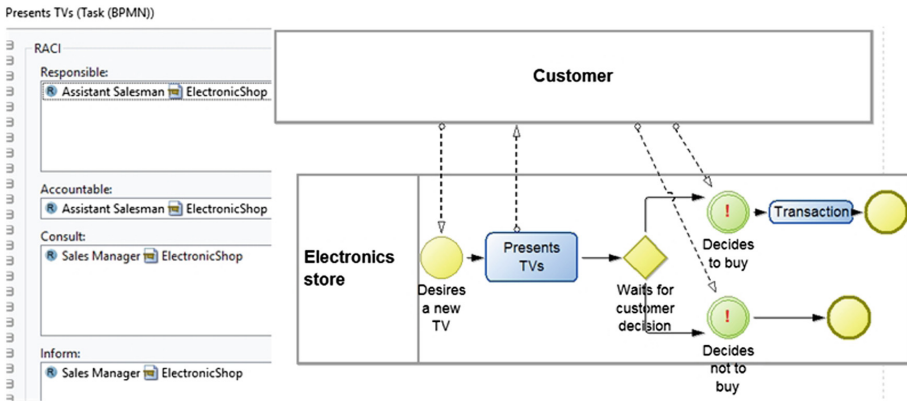 Presents TVs (Task (BPMN))
RACI
Responsible:
R Assistant Salesman ElectronicShop
Accountable:
R Assistant Salesman ElectronicShop
Consult:
R Sales Manager ElectronicShop
Inform:
R Sales Manager ElectronicShop
Customer
Electronics
store
Desires
a new
TV
Presents
TVs
Waits for
customer
decision
!
Decides
to buy
Transaction
!
Decides
not to
buy